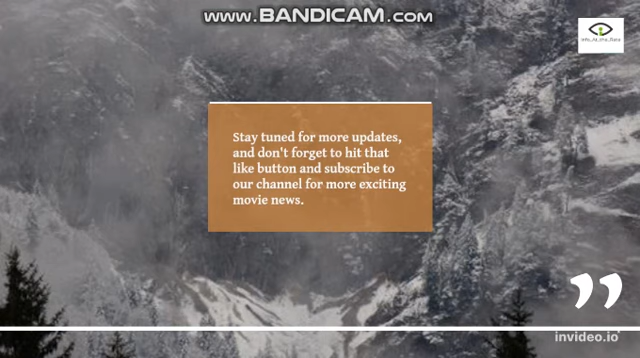 www.BANDICAM.com
Stay tuned for more updates,
and don't forget to hit that
like button and subscribe to
our channel for more exciting
movie news.
invideo.io